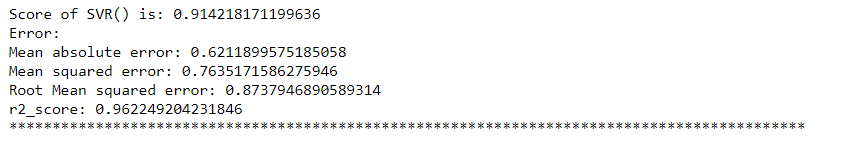 Score of SVR() is: 0.914218171199636
Error:
Mean absolute error: 0.6211899575185058
Mean squared error: 0.7635171586275946
Root Mean squared error: 0.8737946890589314
r2_score: 0.962249204231846
********************************************************************************************